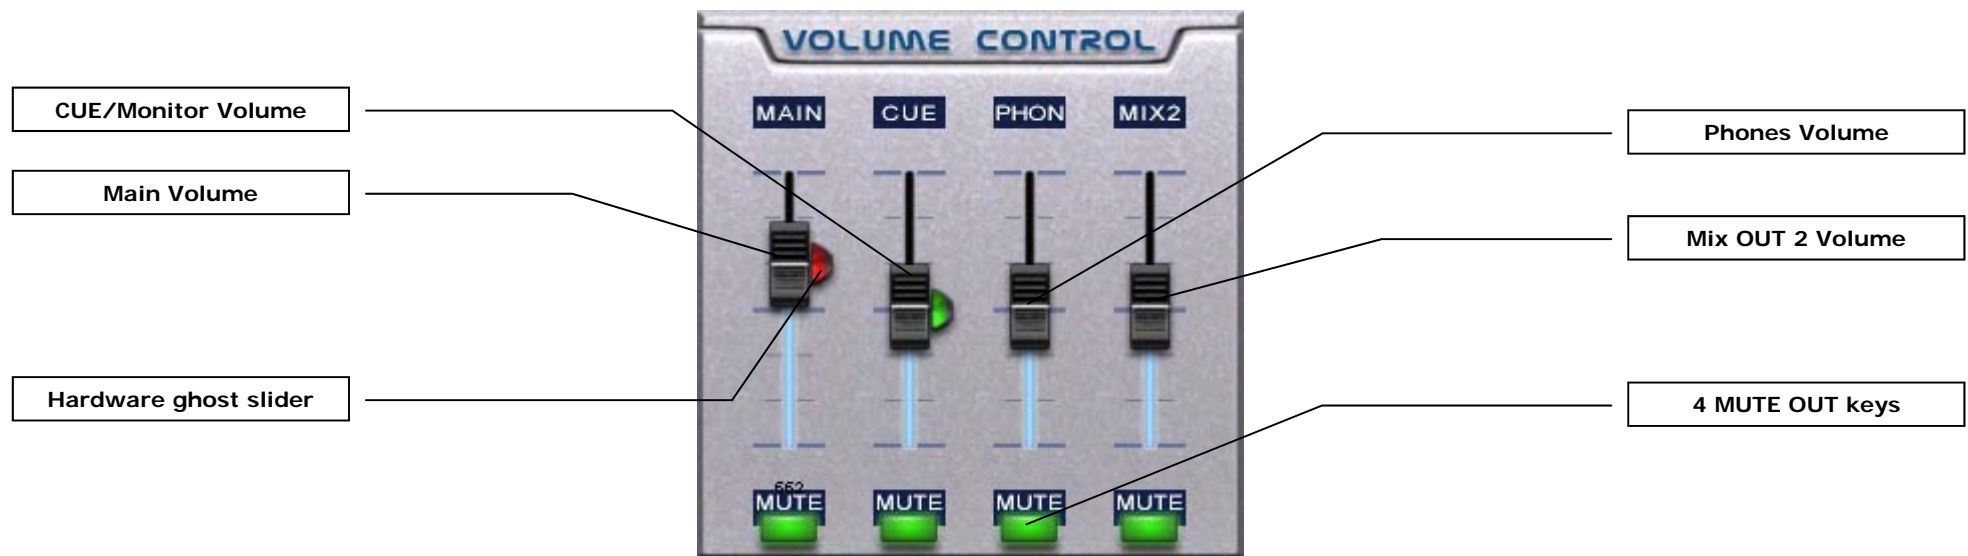 VOLUME CONTROL
CUE/Monitor Volume
Main Volume
Hardware ghost slider
MAIN CUE PHON MIX2
552
MUTE MUTE MUTE MUTE
Phones Volume
Mix OUT 2 Volume
4 MUTE OUT keys